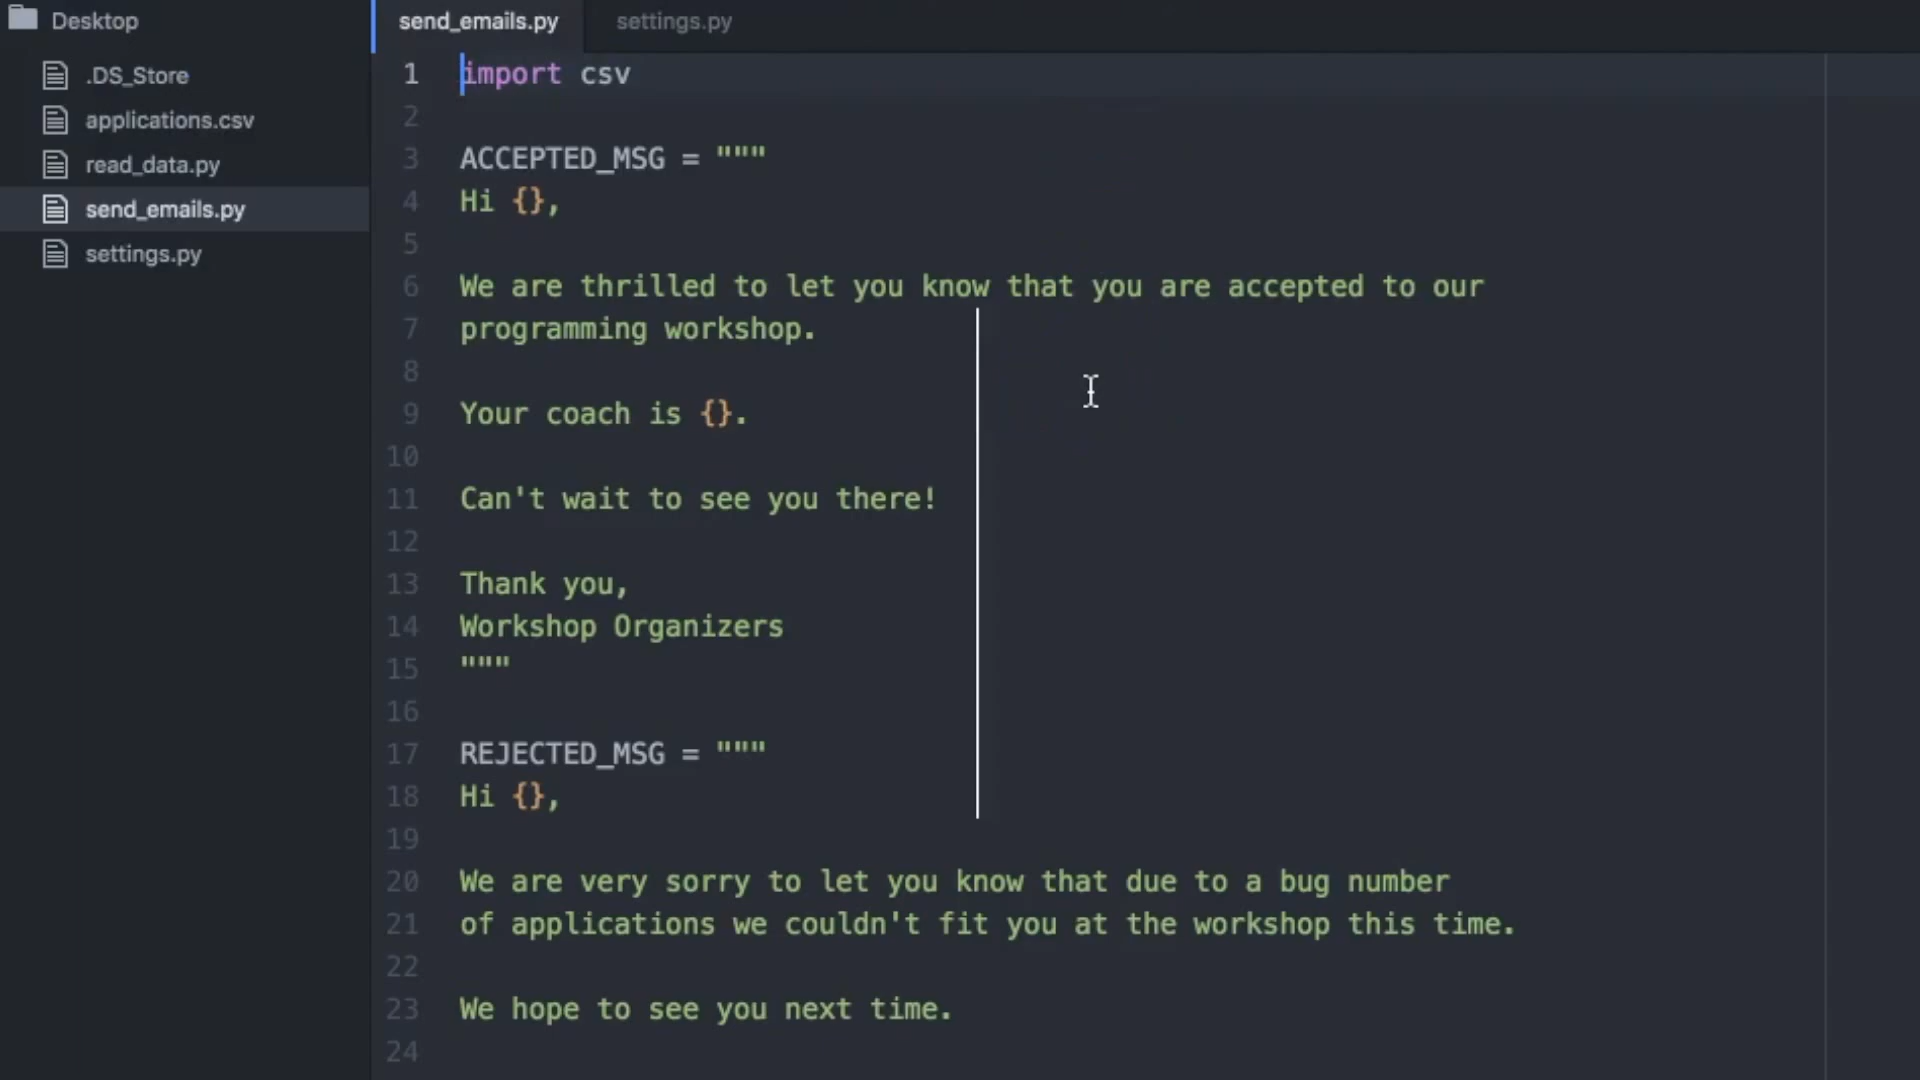 Desktop
.DS_Store
applications.csv
read_data.py
send_emails.py
settings.py
send_emails.py settings.py
1 import csv
2
3 ACCEPTED_MSG = """
4 Hi {},
5
6 We are thrilled to let you know that you are accepted to our
7 programming workshop.
8
9 Your coach is {}.
10
11 Can't wait to see you there!
12
13 Thank you,
14 Workshop Organizers
15 """
16
17 REJECTED_MSG = """
18 Hi {},
19
20 We are very sorry to let you know that due to a bug number
21 of applications we couldn't fit you at the workshop this time.
22
23 We hope to see you next time.
24